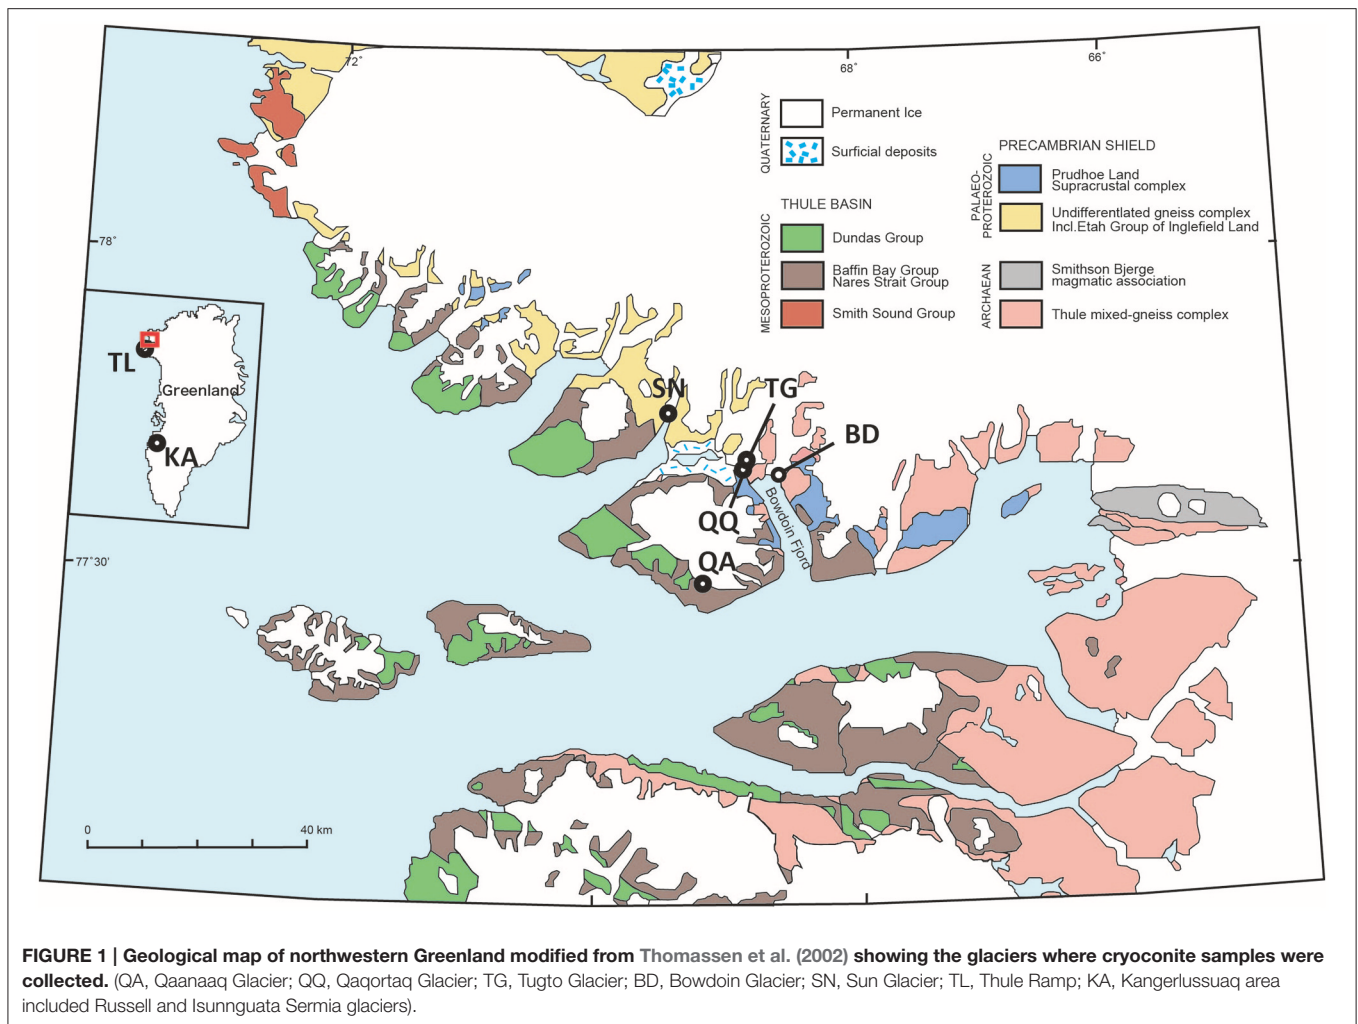 72°
68°
66°
78°
77°30'
QUATERNARY
Permanent Ice
Surficial deposits
THULE BASIN
MESOPROTEROZOIC
Dundas Group
Baffin Bay Group
Nares Strait Group
Smith Sound Group
PRECAMBRIAN SHIELD
PALAEO-
PROTEROZOIC
Prudhoe Land
Supracrustal complex
Undifferentlated gneiss complex
Incl.Etah Group of Inglefield Land
ARCHAEAN
Smithson Bjerge
magmatic association
Thule mixed-gneiss complex
TL
Greenland
KA
SN
TG
BD
QQ
Bowdoin Fjord
QA
0
40 km
FIGURE 1 | Geological map of northwestern Greenland modified from Thomassen et al. (2002) showing the glaciers where cryoconite samples were
collected. (QA, Qaanaaq Glacier; QQ, Qaqortaq Glacier; TG, Tugto Glacier; BD, Bowdoin Glacier; SN, Sun Glacier; TL, Thule Ramp; KA, Kangerlussuaq area
included Russell and Isunnguata Sermia glaciers).